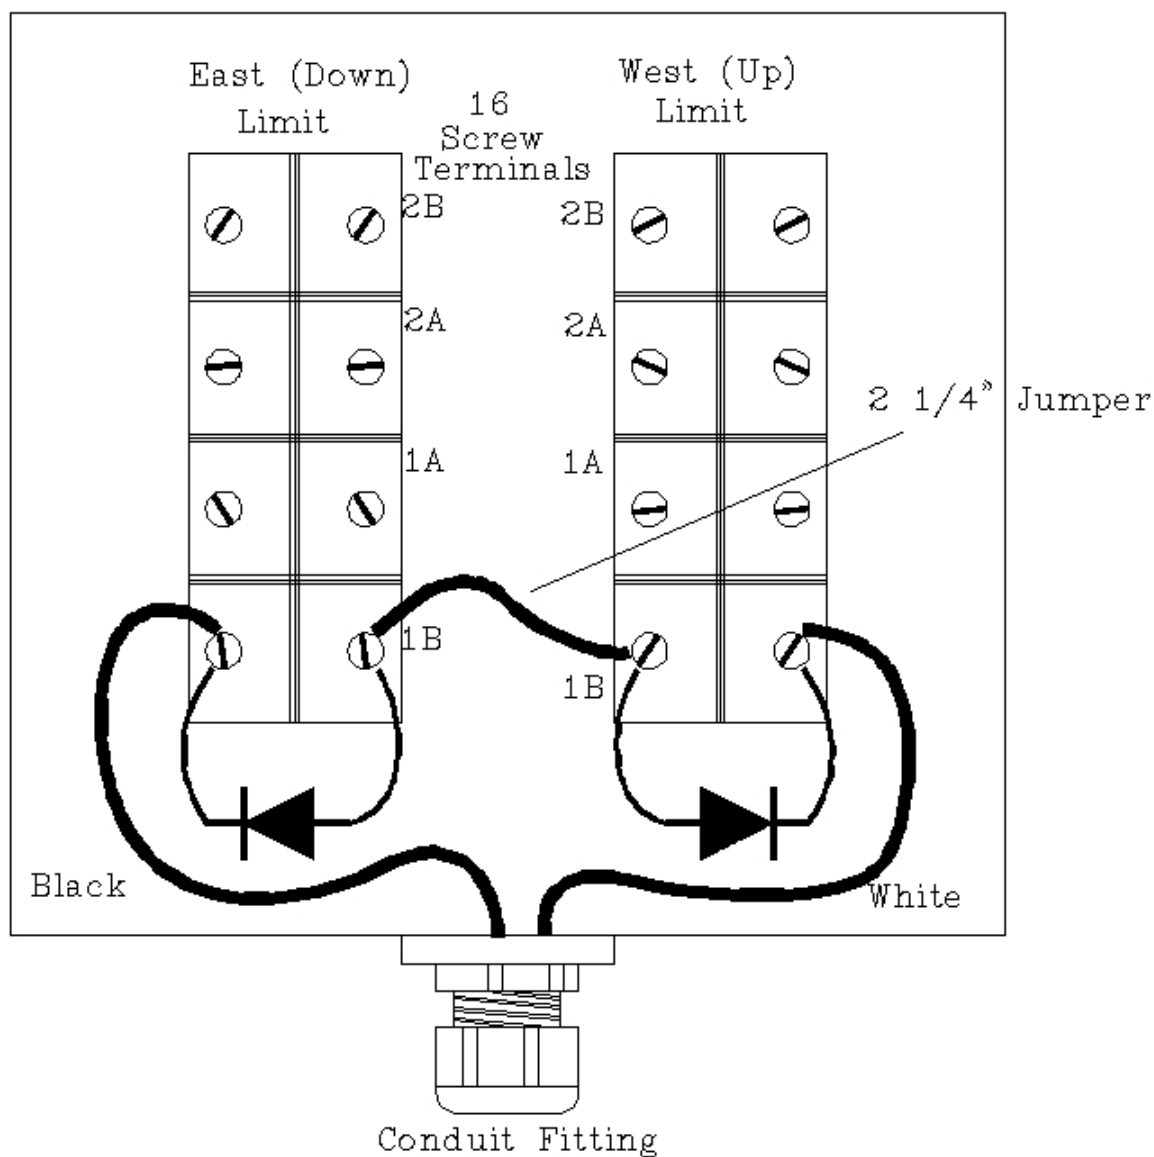 East (Down)
Limit
16
Screw
Terminals
West (Up)
Limit
2B
2B
2A
2A
2 1/4" Jumper
1A
1A
1B
1B
Black
White
Conduit Fitting